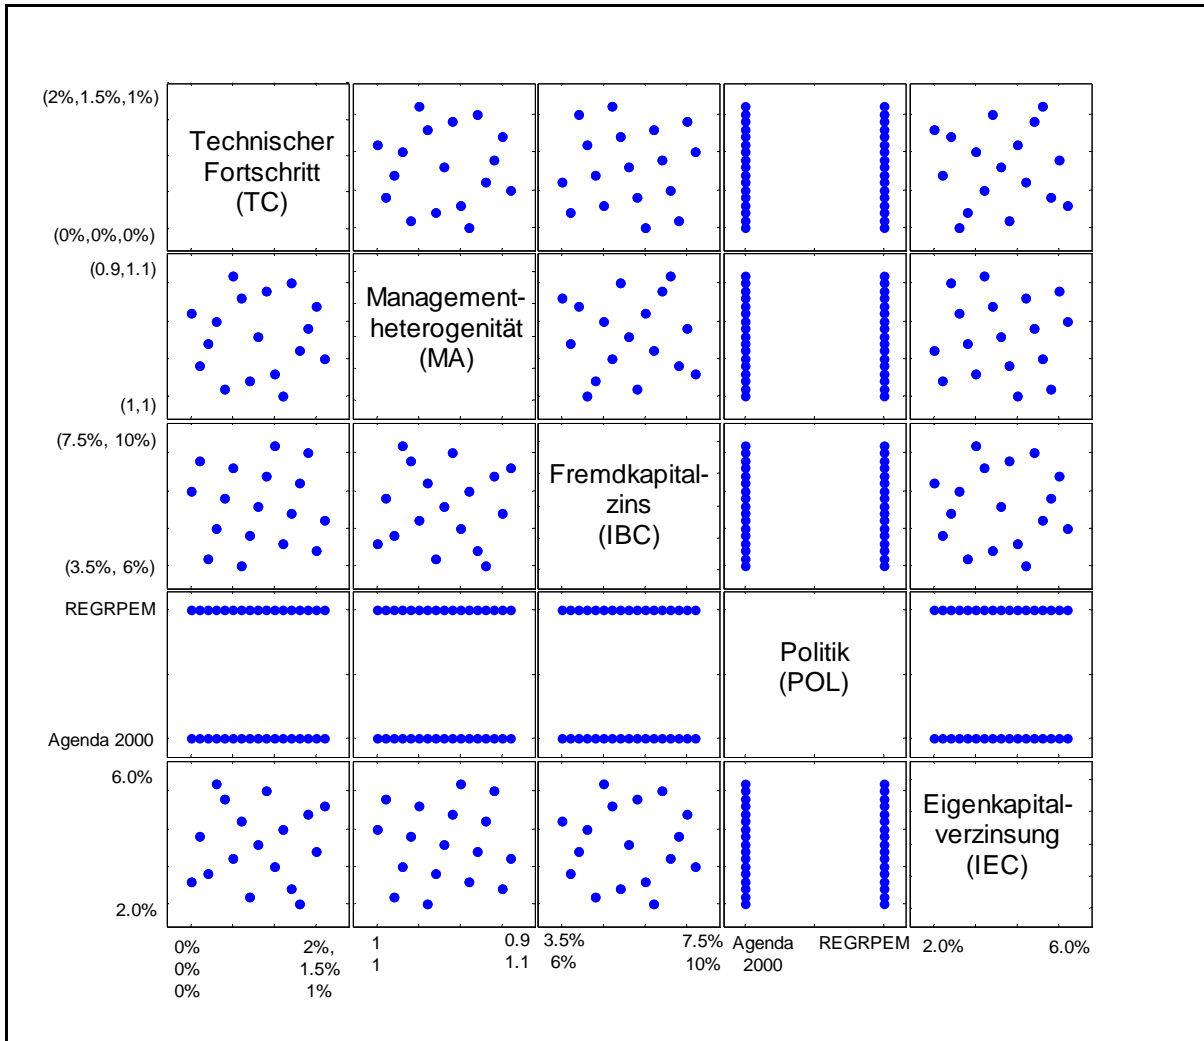 (2%,1.5%,1%)
Technischer
Fortschritt
(TC)
(0%,0%,0%)
(0.9,1.1)
Management-
heterogenität
(MA)
(1,1)
(7.5%, 10%)
Fremdkapital-
zins
(IBC)
(3.5%, 6%)
REGRPEM
Politik
(POL)
Agenda 2000
6.0%
Eigenkapital-
verzinsung
(IEC)
2.0%
0% 2%, 1 0.9 3.5% 7.5% Agenda REGRPEM 2.0% 6.0%
0% 1.5% 1 1.1 6% 10% 2000
0% 1%